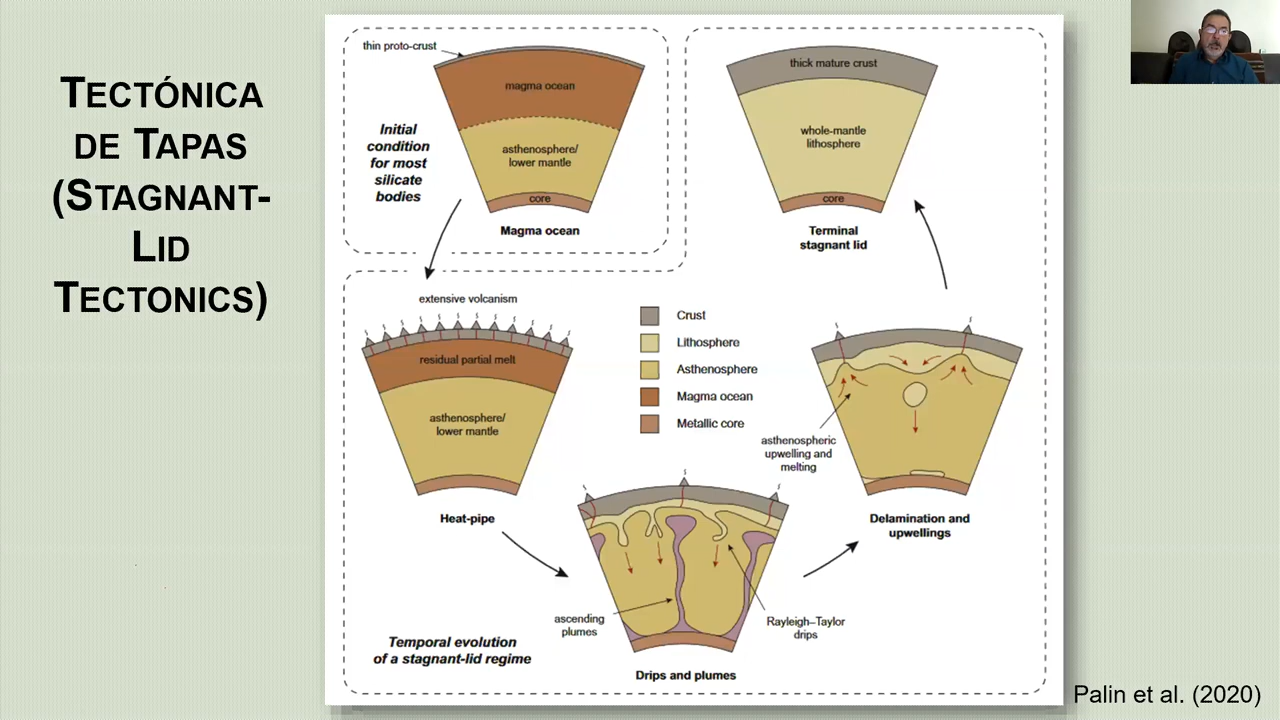 TECTÓNICA
DE TAPAS
(STAGNANT-
LID
TECTONICS)
thin proto-crust
magma ocean
Initial
condition
for most
silicate
bodies
asthenosphere/
lower mantle
core
Magma ocean
thick mature crust
whole-mantle
lithosphere
core
Terminal
stagnant lid
extensive volcanism
residual partial melt
asthenosphere/
lower mantle
Heat-pipe
Crust
Lithosphere
Asthenosphere
Magma ocean
Metallic core
asthenospheric
upwelling and
melting
Delamination and
upwellings
ascending
plumes
Rayleigh–Taylor
drips
Drips and plumes
Temporal evolution
of a stagnant-lid regime
Palin et al. (2020)